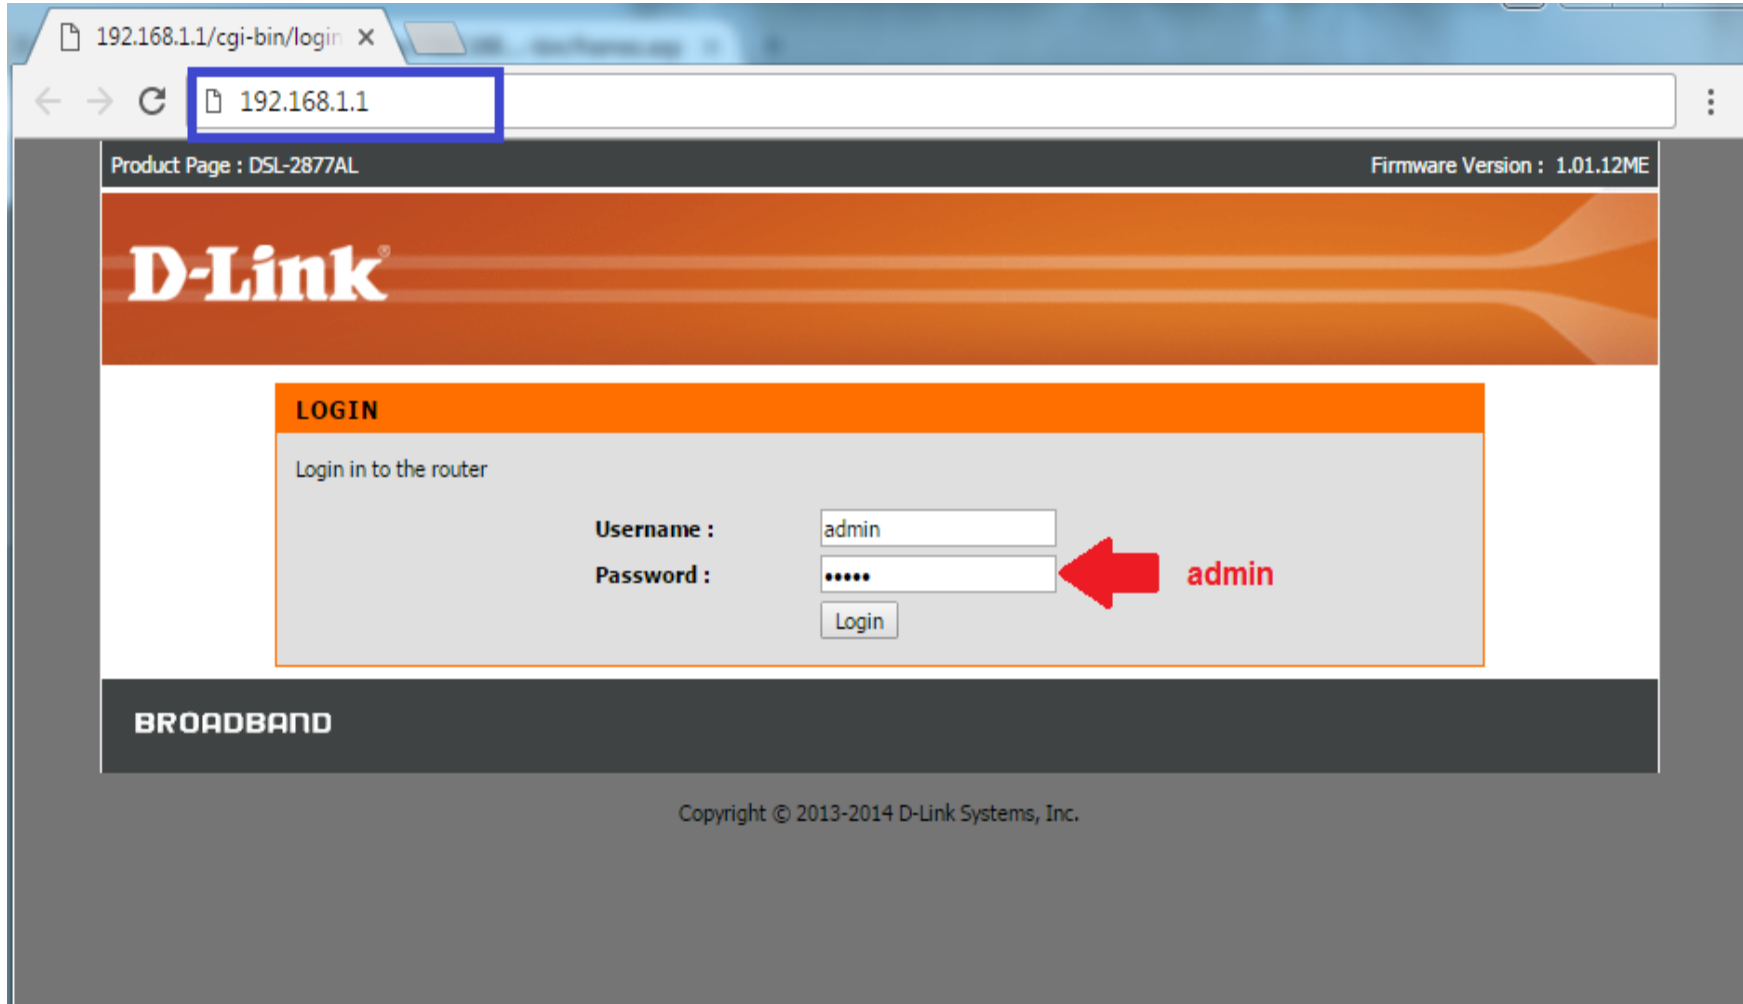 192.168.1.1/cgi-bin/login
192.168.1.1
Product Page : DSL-2877AL
Firmware Version : 1.01.12ME
D-Link®
LOGIN
Login in to the router
Username :
admin
Password :
•••••
admin
Login
BROADBAND
Copyright © 2013-2014 D-Link Systems, Inc.